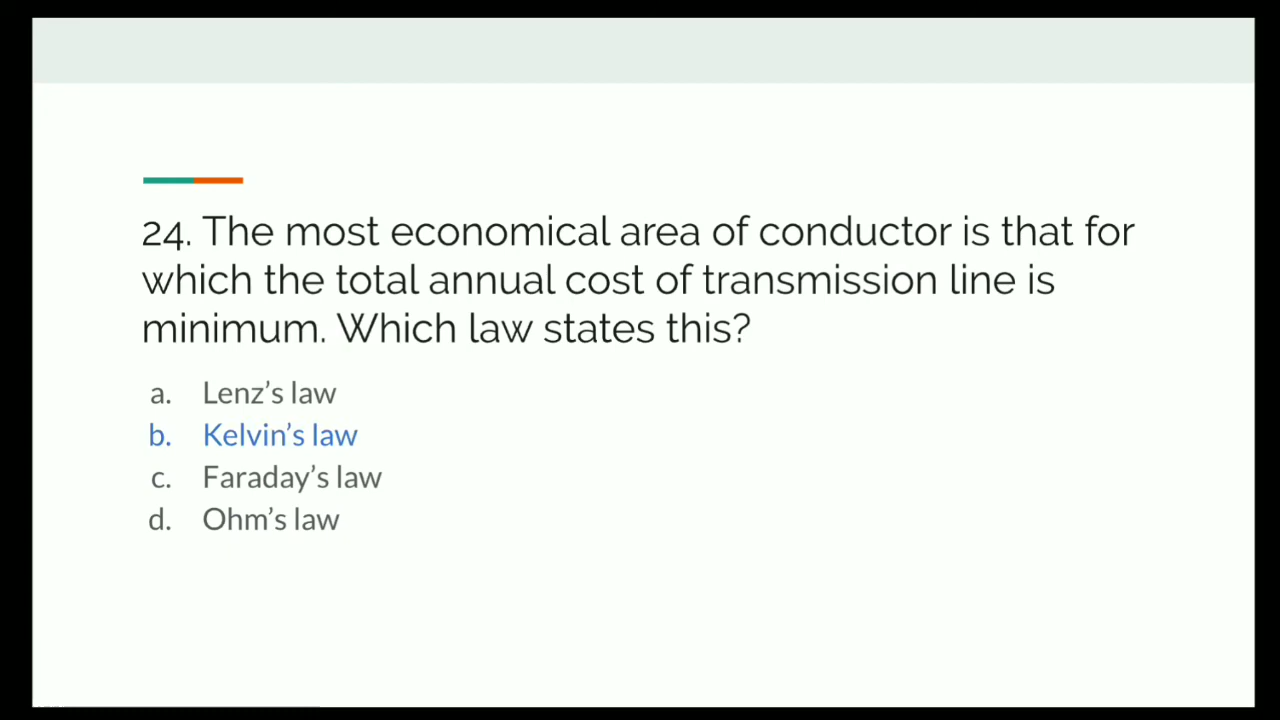 24. The most economical area of conductor is that for
which the total annual cost of transmission line is
minimum. Which law states this?
a. Lenz’s law
b. Kelvin’s law
c. Faraday’s law
d. Ohm’s law